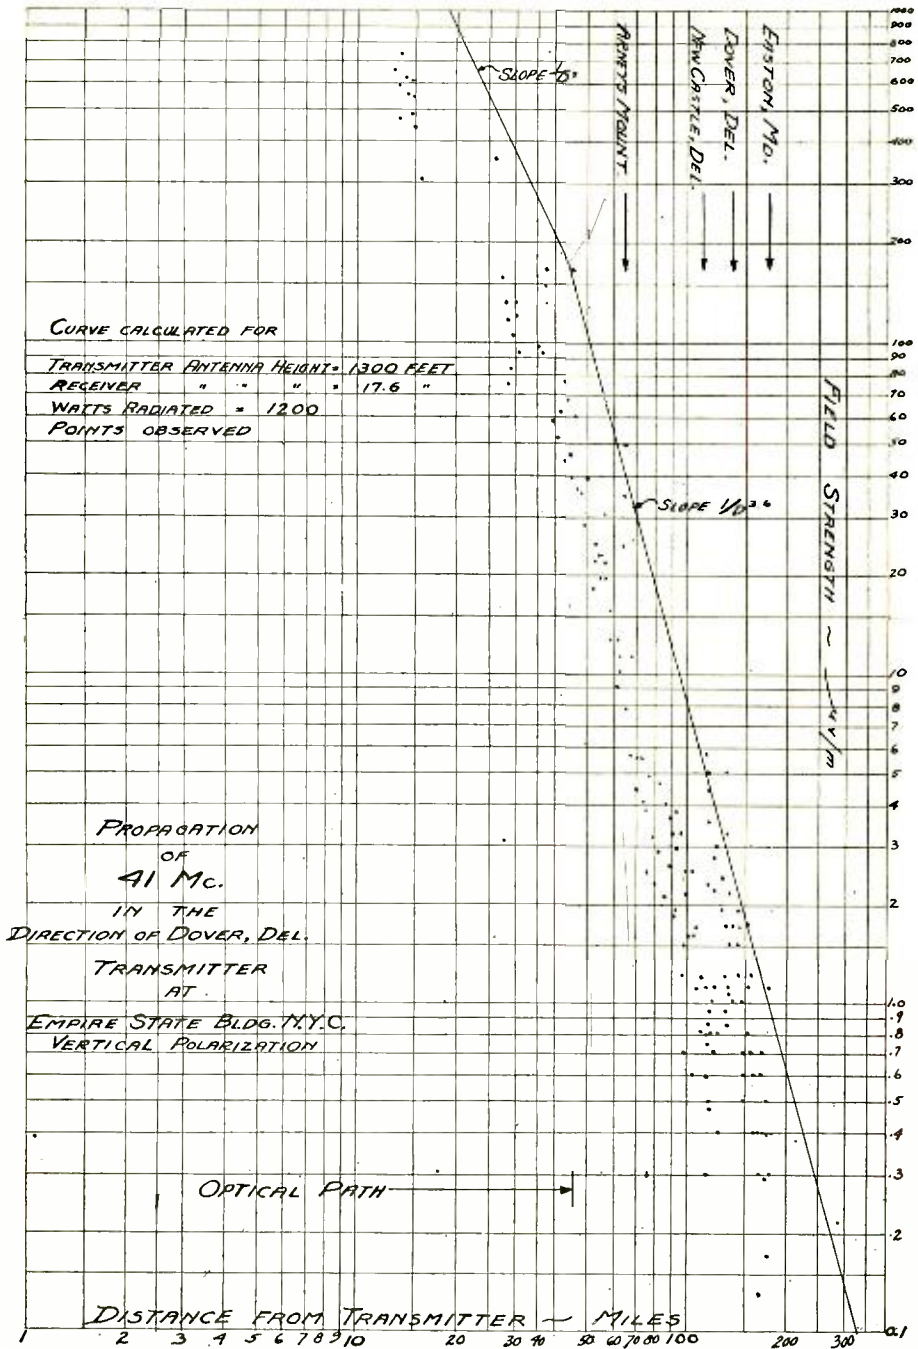 SLOPE 1/D²
ARNEYS MOUNT.
NEW CASTLE, DEL.
DOVER, DEL.
EASTON, MD.
1000
900
800
700
600
500
400
300
200
100
90
80
70
60
50
40
30
20
10
9
8
7
6
5
4
3
2
1.0
.9
.8
.7
.6
.5
.4
.3
.2
0.1
FIELD STRENGTH ~ μV/m
CURVE CALCULATED FOR
TRANSMITTER ANTENNA HEIGHT = 1300 FEET
RECEIVER " " " = 17.6 "
WATTS RADIATED = 1200
POINTS OBSERVED
SLOPE 1/D³·⁶
PROPAGATION
OF
41 MC.
IN THE
DIRECTION OF DOVER, DEL.
TRANSMITTER
AT
EMPIRE STATE BLDG. N.Y.C.
VERTICAL POLARIZATION
OPTICAL PATH
DISTANCE FROM TRANSMITTER ~ MILES
1 2 3 4 5 6 7 8 9 10 20 30 40 50 60 70 80 100 200 300